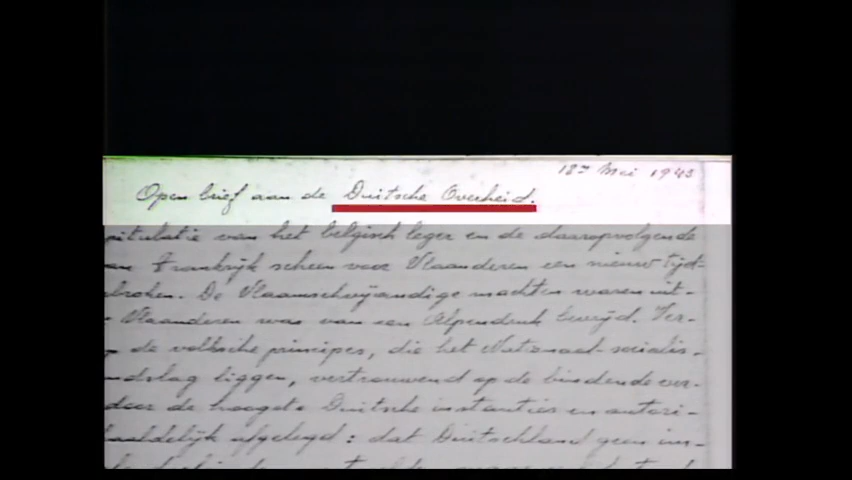 18en Mei 1943
Open brief aan de Duitsche Overheid.
pitulatie van het belgisch leger en de daaropvolgende
an Frankrijk scheen voor Vlaanderen een nieuw tijd-
broken. De Vlaamschvijandige machten waren uit-
Vlaanderen was van een Alpendruk bevrijd. Ver-
de volksche principes, die het Nationaal-socialis-
ndslag liggen, vertrouwend op de bindende ver-
door de hoogste Duitsche instanties en autori-
haaldelijk afgelegd: dat Duitschland geen